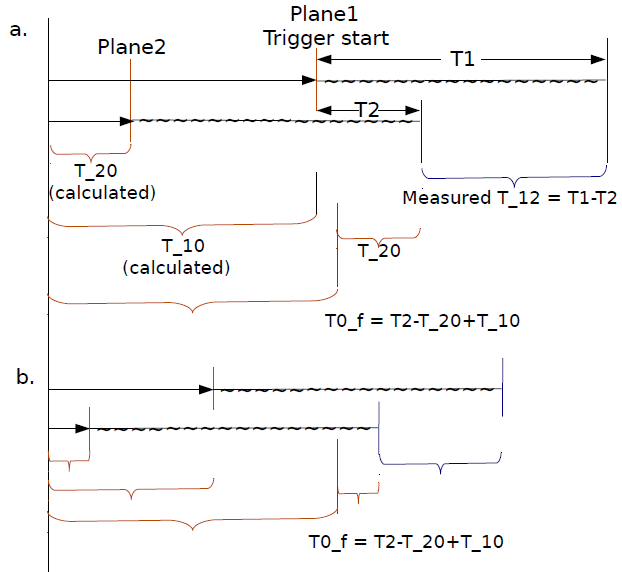 a.
Plane1
Trigger start
Plane2
T1
T2
T_20
(calculated)
Measured T_12 = T1-T2
T_10
(calculated)
T_20
T0_f = T2-T_20+T_10
b.
T0_f = T2-T_20+T_10